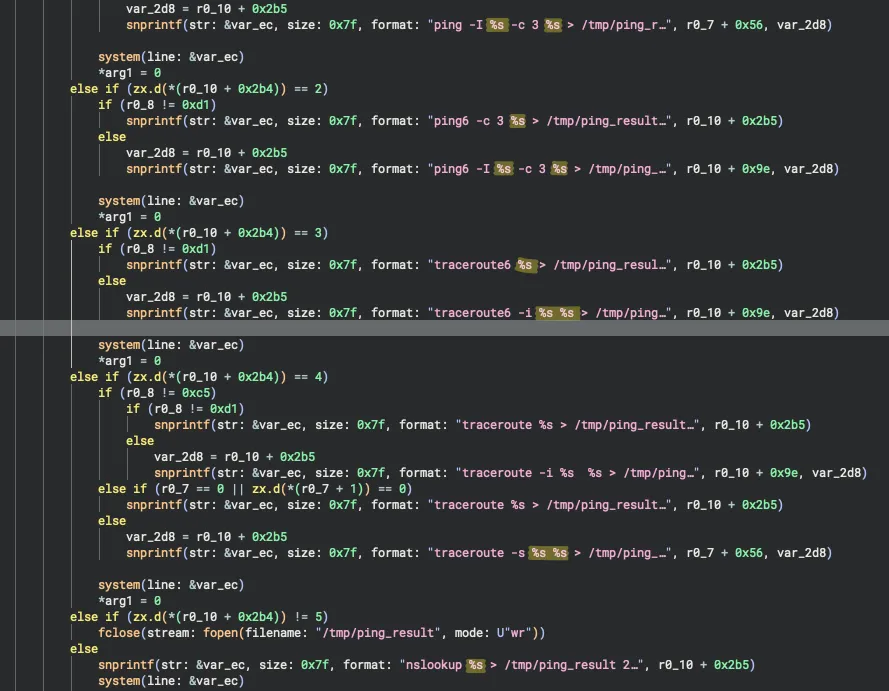 var_2d8 = r0_10 + 0x2b5
snprintf(str: &var_ec, size: 0x7f, format: "ping -I %s -c 3 %s > /tmp/ping_r…", r0_7 + 0x56, var_2d8)
system(line: &var_ec)
*arg1 = 0
else if (zx.d(*(r0_10 + 0x2b4)) == 2)
if (r0_8 != 0xd1)
snprintf(str: &var_ec, size: 0x7f, format: "ping6 -c 3 %s > /tmp/ping_result…", r0_10 + 0x2b5)
else
var_2d8 = r0_10 + 0x2b5
snprintf(str: &var_ec, size: 0x7f, format: "ping6 -I %s -c 3 %s > /tmp/ping_…", r0_10 + 0x9e, var_2d8)
system(line: &var_ec)
*arg1 = 0
else if (zx.d(*(r0_10 + 0x2b4)) == 3)
if (r0_8 != 0xd1)
snprintf(str: &var_ec, size: 0x7f, format: "traceroute6 %s > /tmp/ping_resul…", r0_10 + 0x2b5)
else
var_2d8 = r0_10 + 0x2b5
snprintf(str: &var_ec, size: 0x7f, format: "traceroute6 -i %s %s > /tmp/ping…", r0_10 + 0x9e, var_2d8)
system(line: &var_ec)
*arg1 = 0
else if (zx.d(*(r0_10 + 0x2b4)) == 4)
if (r0_8 != 0xc5)
if (r0_8 != 0xd1)
snprintf(str: &var_ec, size: 0x7f, format: "traceroute %s > /tmp/ping_result…", r0_10 + 0x2b5)
else
var_2d8 = r0_10 + 0x2b5
snprintf(str: &var_ec, size: 0x7f, format: "traceroute -i %s  %s > /tmp/ping…", r0_10 + 0x9e, var_2d8)
else if (r0_7 == 0 || zx.d(*(r0_7 + 1)) == 0)
snprintf(str: &var_ec, size: 0x7f, format: "traceroute %s > /tmp/ping_result…", r0_10 + 0x2b5)
else
var_2d8 = r0_10 + 0x2b5
snprintf(str: &var_ec, size: 0x7f, format: "traceroute -s %s %s > /tmp/ping_…", r0_7 + 0x56, var_2d8)
system(line: &var_ec)
*arg1 = 0
else if (zx.d(*(r0_10 + 0x2b4)) != 5)
fclose(stream: fopen(filename: "/tmp/ping_result", mode: U"wr"))
else
snprintf(str: &var_ec, size: 0x7f, format: "nslookup %s > /tmp/ping_result 2…", r0_10 + 0x2b5)
system(line: &var_ec)